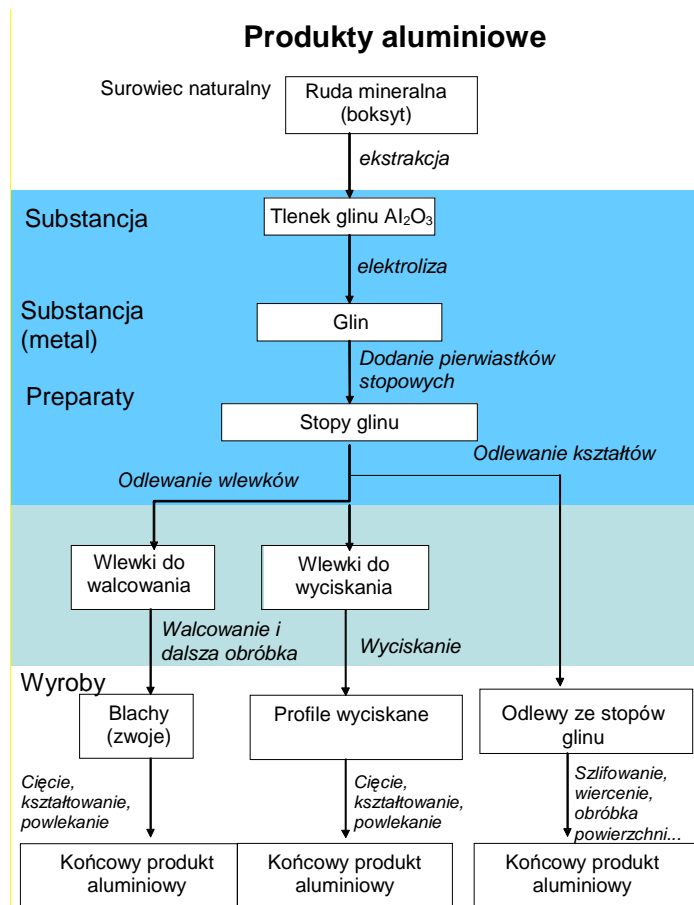 Produkty aluminiowe
Surowiec naturalny
Ruda mineralna
(boksyt)
ekstrakcja
Substancja
Tlenek glinu Al₂O₃
elektroliza
Substancja
(metal)
Glin
Dodanie pierwiastków
stopowych
Preparaty
Stopy glinu
Odlewanie kształtów
Odlewanie wlewków
Wlewki do
walcowania
Wlewki do
wyciskania
Walcowanie i
dalsza obróbka
Wyciskanie
Wyroby
Blachy
(zwoje)
Profile wyciskane
Odlewy ze stopów
glinu
Cięcie,
kształtowanie,
powlekanie
Cięcie,
kształtowanie,
powlekanie
Szlifowanie,
wiercenie,
obróbka
powierzchni...
Końcowy produkt
aluminiowy
Końcowy produkt
aluminiowy
Końcowy produkt
aluminiowy